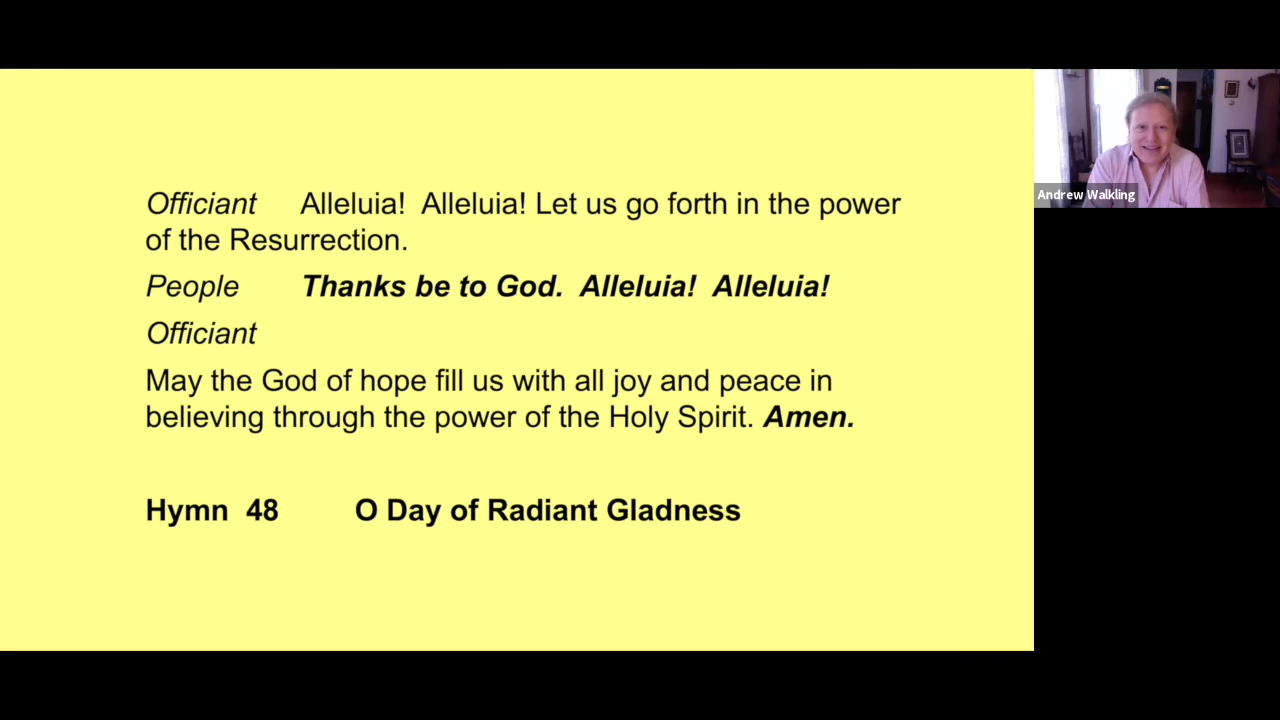 Officiant Alleluia! Alleluia! Let us go forth in the power
of the Resurrection.
People Thanks be to God. Alleluia! Alleluia!
Officiant
May the God of hope fill us with all joy and peace in
believing through the power of the Holy Spirit. Amen.
Hymn 48 O Day of Radiant Gladness
Andrew Walkling